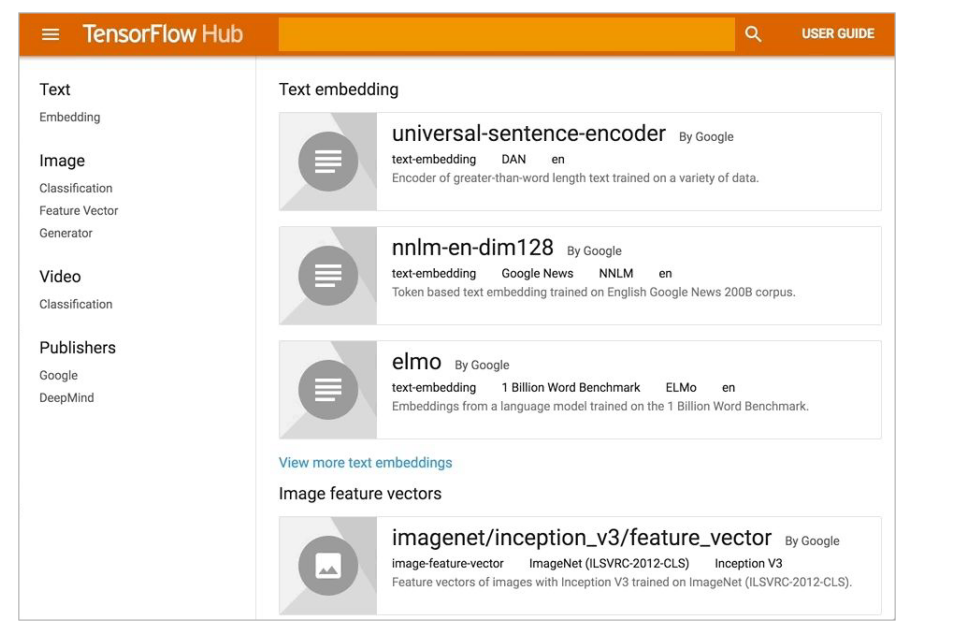 TensorFlow Hub
USER GUIDE
Text
Embedding
Image
Classification
Feature Vector
Generator
Video
Classification
Publishers
Google
DeepMind
Text embedding
universal-sentence-encoder By Google
text-embedding DAN en
Encoder of greater-than-word length text trained on a variety of data.
nnlm-en-dim128 By Google
text-embedding Google News NNLM en
Token based text embedding trained on English Google News 200B corpus.
elmo By Google
text-embedding 1 Billion Word Benchmark ELMo en
Embeddings from a language model trained on the 1 Billion Word Benchmark.
View more text embeddings
Image feature vectors
imagenet/inception_v3/feature_vector By Google
image-feature-vector ImageNet (ILSVRC-2012-CLS) Inception V3
Feature vectors of images with Inception V3 trained on ImageNet (ILSVRC-2012-CLS).